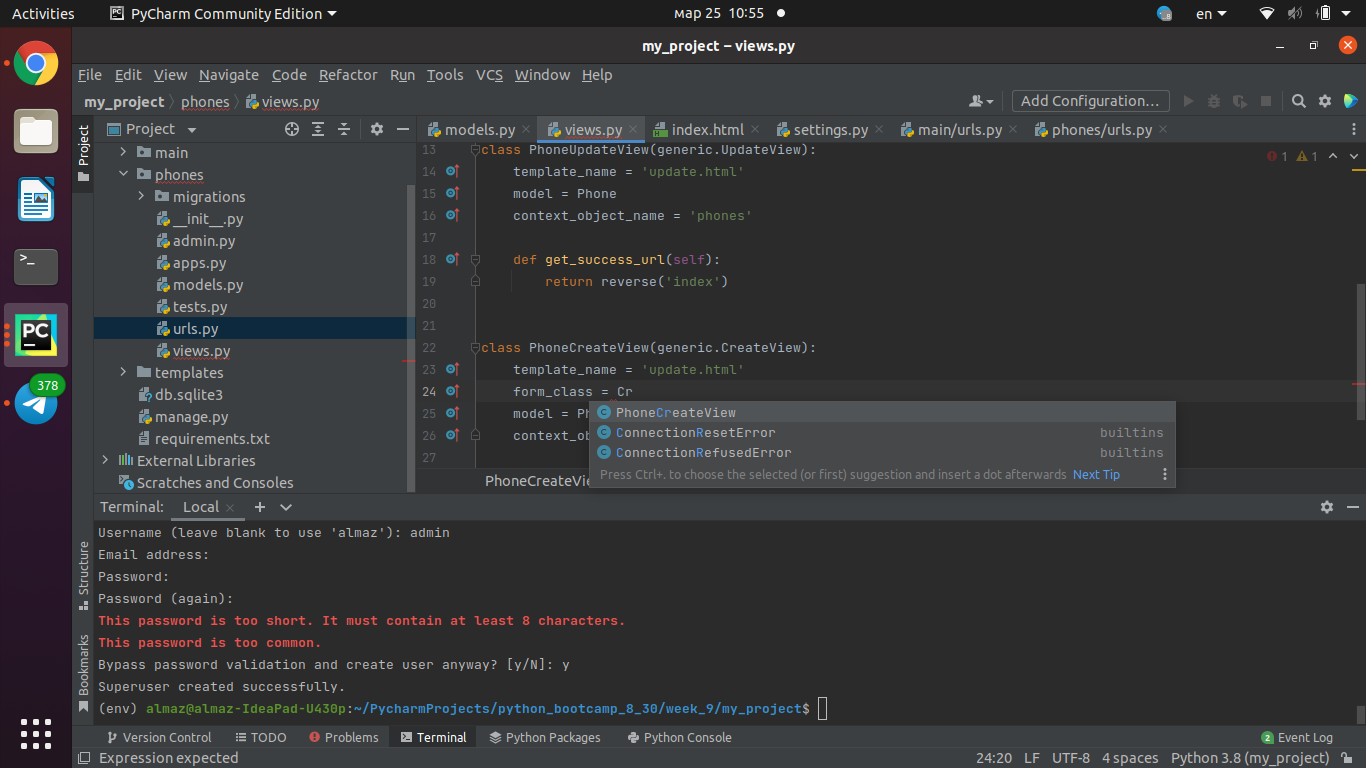 Activities PyCharm Community Edition мар 25 10:55 en
my_project – views.py
File Edit View Navigate Code Refactor Run Tools VCS Window Help
my_project phones views.py Add Configuration...
Project models.py views.py index.html settings.py main/urls.py phones/urls.py
Project
main
phones
migrations
__init__.py
admin.py
apps.py
models.py
tests.py
urls.py
views.py
templates
db.sqlite3
manage.py
requirements.txt
External Libraries
Scratches and Consoles
1 1
13 class PhoneUpdateView(generic.UpdateView):
14 template_name = 'update.html'
15 model = Phone
16 context_object_name = 'phones'
17
18 def get_success_url(self):
19 return reverse('index')
20
21
22 class PhoneCreateView(generic.CreateView):
23 template_name = 'update.html'
24 form_class = Cr
25 model = Ph
26 context_ob
27
PhoneCreateView
ConnectionResetError builtins
ConnectionRefusedError builtins
Press Ctrl+. to choose the selected (or first) suggestion and insert a dot afterwards Next Tip
PhoneCreateVie
378
Terminal: Local
Username (leave blank to use 'almaz'): admin
Email address:
Password:
Password (again):
This password is too short. It must contain at least 8 characters.
This password is too common.
Bypass password validation and create user anyway? [y/N]: y
Superuser created successfully.
(env) almaz@almaz-IdeaPad-U430p:~/PycharmProjects/python_bootcamp_8_30/week_9/my_project$
Structure
Bookmarks
Version Control TODO Problems Terminal Python Packages Python Console 2 Event Log
Expression expected 24:20 LF UTF-8 4 spaces Python 3.8 (my_project)